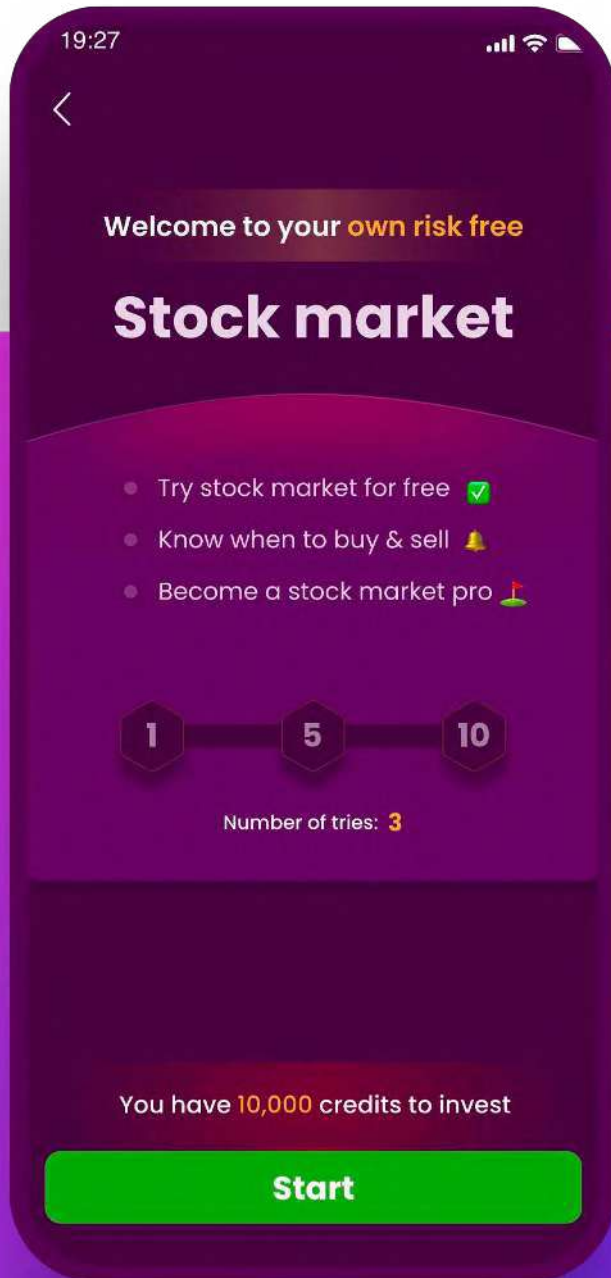 19:27
Welcome to your own risk free
Stock market
Try stock market for free
Know when to buy & sell
Become a stock market pro
1 5 10
Number of tries: 3
You have 10,000 credits to invest
Start